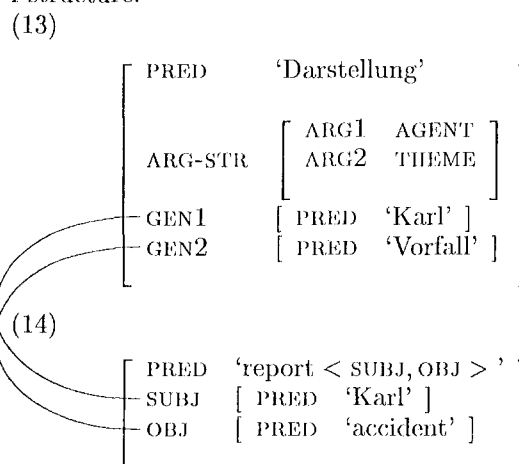 (13)
[ PRED 'Darstellung'
ARG-STR [ ARG1 AGENT
ARG2 THEME ]
GEN1 [ PRED 'Karl' ]
GEN2 [ PRED 'Vorfall' ]
(14)
[ PRED 'report < SUBJ, OBJ > '
SUBJ [ PRED 'Karl' ]
OBJ [ PRED 'accident' ]